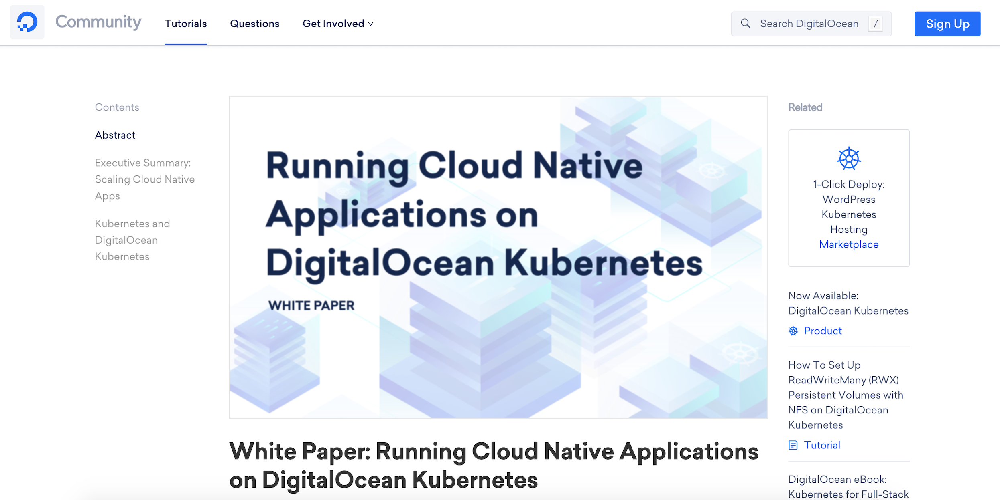 Community
Tutorials
Questions
Get Involved
Search DigitalOcean
/
Sign Up
Contents
Abstract
Executive Summary:
Scaling Cloud Native
Apps
Kubernetes and
DigitalOcean
Kubernetes
Running Cloud Native
Applications on
DigitalOcean Kubernetes
WHITE PAPER
White Paper: Running Cloud Native Applications
on DigitalOcean Kubernetes
Related
1-Click Deploy:
WordPress
Kubernetes
Hosting
Marketplace
Now Available:
DigitalOcean Kubernetes
Product
How To Set Up
ReadWriteMany (RWX)
Persistent Volumes with
NFS on DigitalOcean
Kubernetes
Tutorial
DigitalOcean eBook:
Kubernetes for Full-Stack